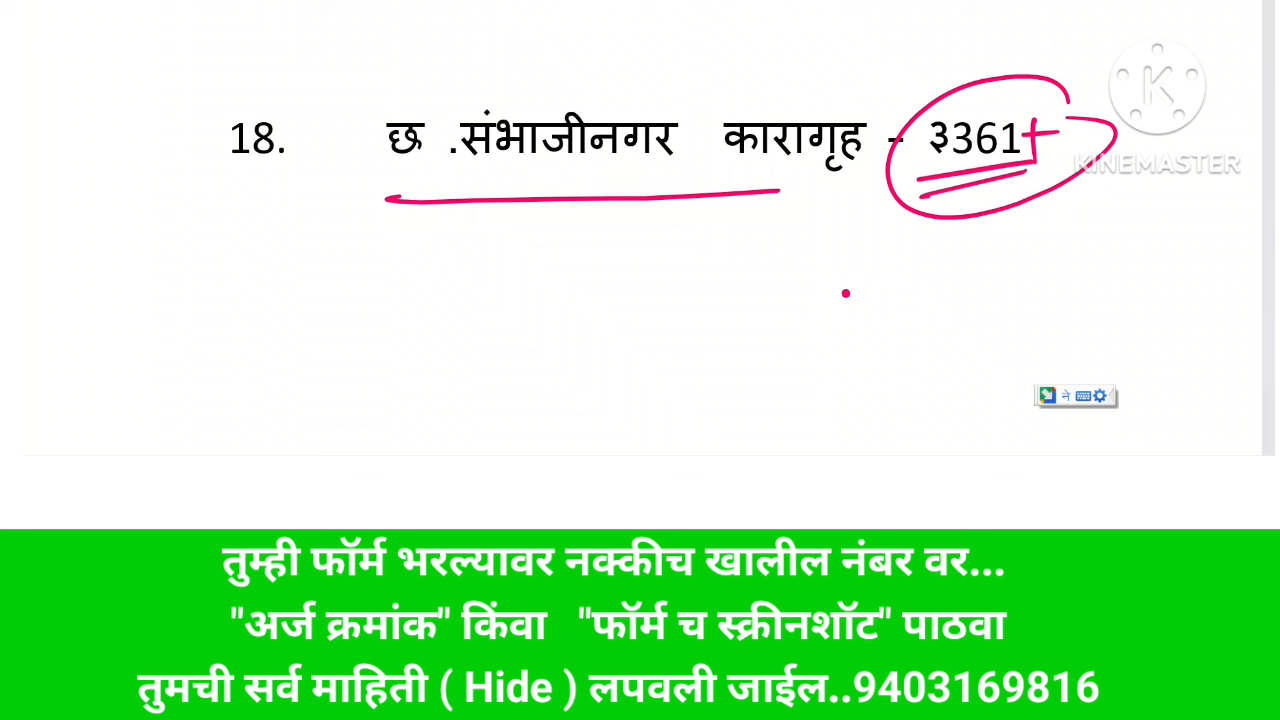 18. छ .संभाजीनगर कारागृह - ३361+
KINEMASTER
ने
तुम्ही फॉर्म भरल्यावर नक्कीच खालील नंबर वर...
"अर्ज क्रमांक" किंवा "फॉर्म च स्क्रीनशॉट" पाठवा
तुमची सर्व माहिती ( Hide ) लपवली जाईल..9403169816